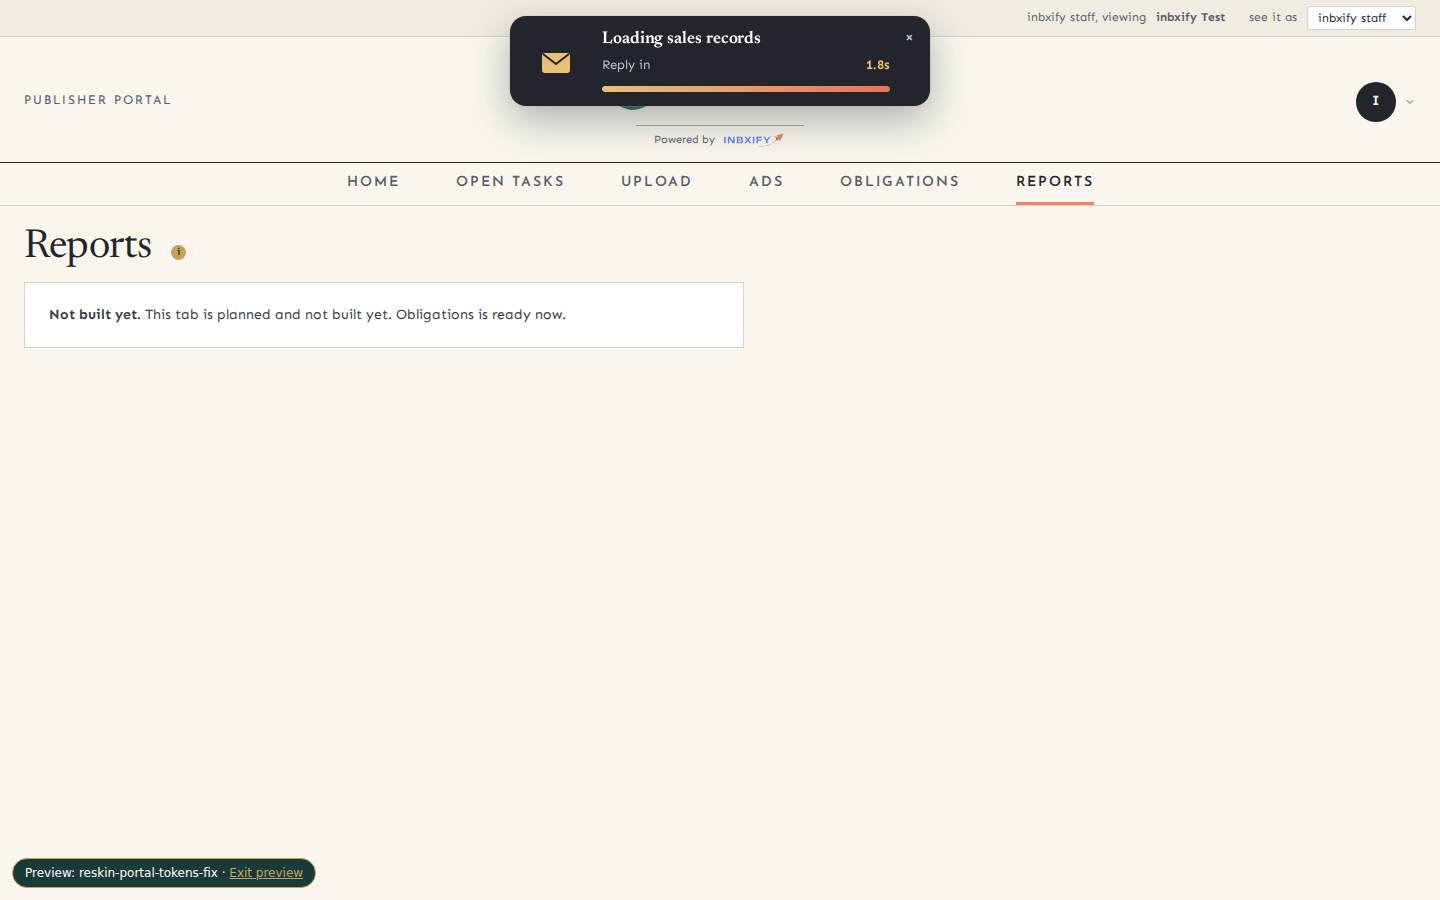 inbxify staff, viewing inbxify Test see it as inbxify staff
Loading sales records ×
Reply in 1.8s
PUBLISHER PORTAL
I
Powered by INBXIFY
HOME OPEN TASKS UPLOAD ADS OBLIGATIONS REPORTS
Reports i
Not built yet. This tab is planned and not built yet. Obligations is ready now.
Preview: reskin-portal-tokens-fix · Exit preview